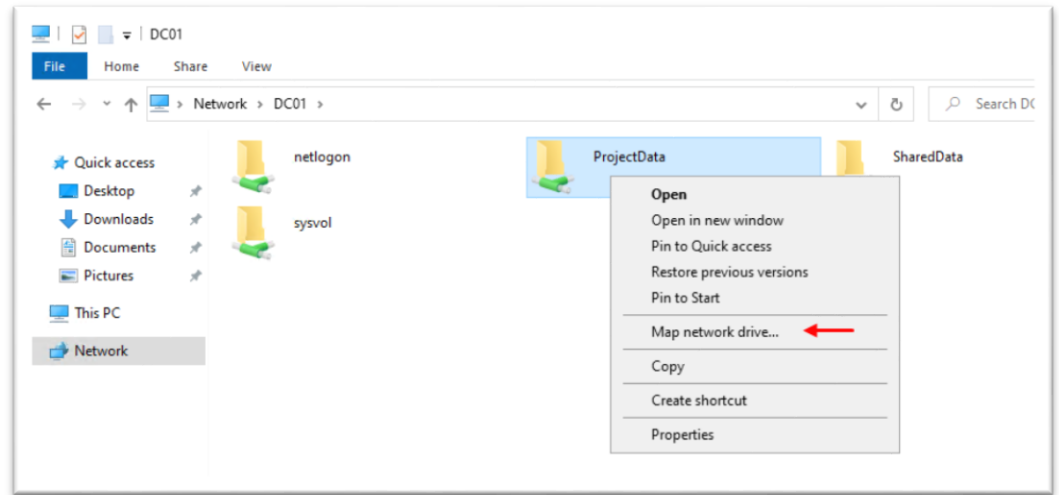 DC01
File Home Share View
Network > DC01 >
Search DC
Quick access
Desktop
Downloads
Documents
Pictures
This PC
Network
netlogon
ProjectData
SharedData
sysvol
Open
Open in new window
Pin to Quick access
Restore previous versions
Pin to Start
Map network drive...
Copy
Create shortcut
Properties